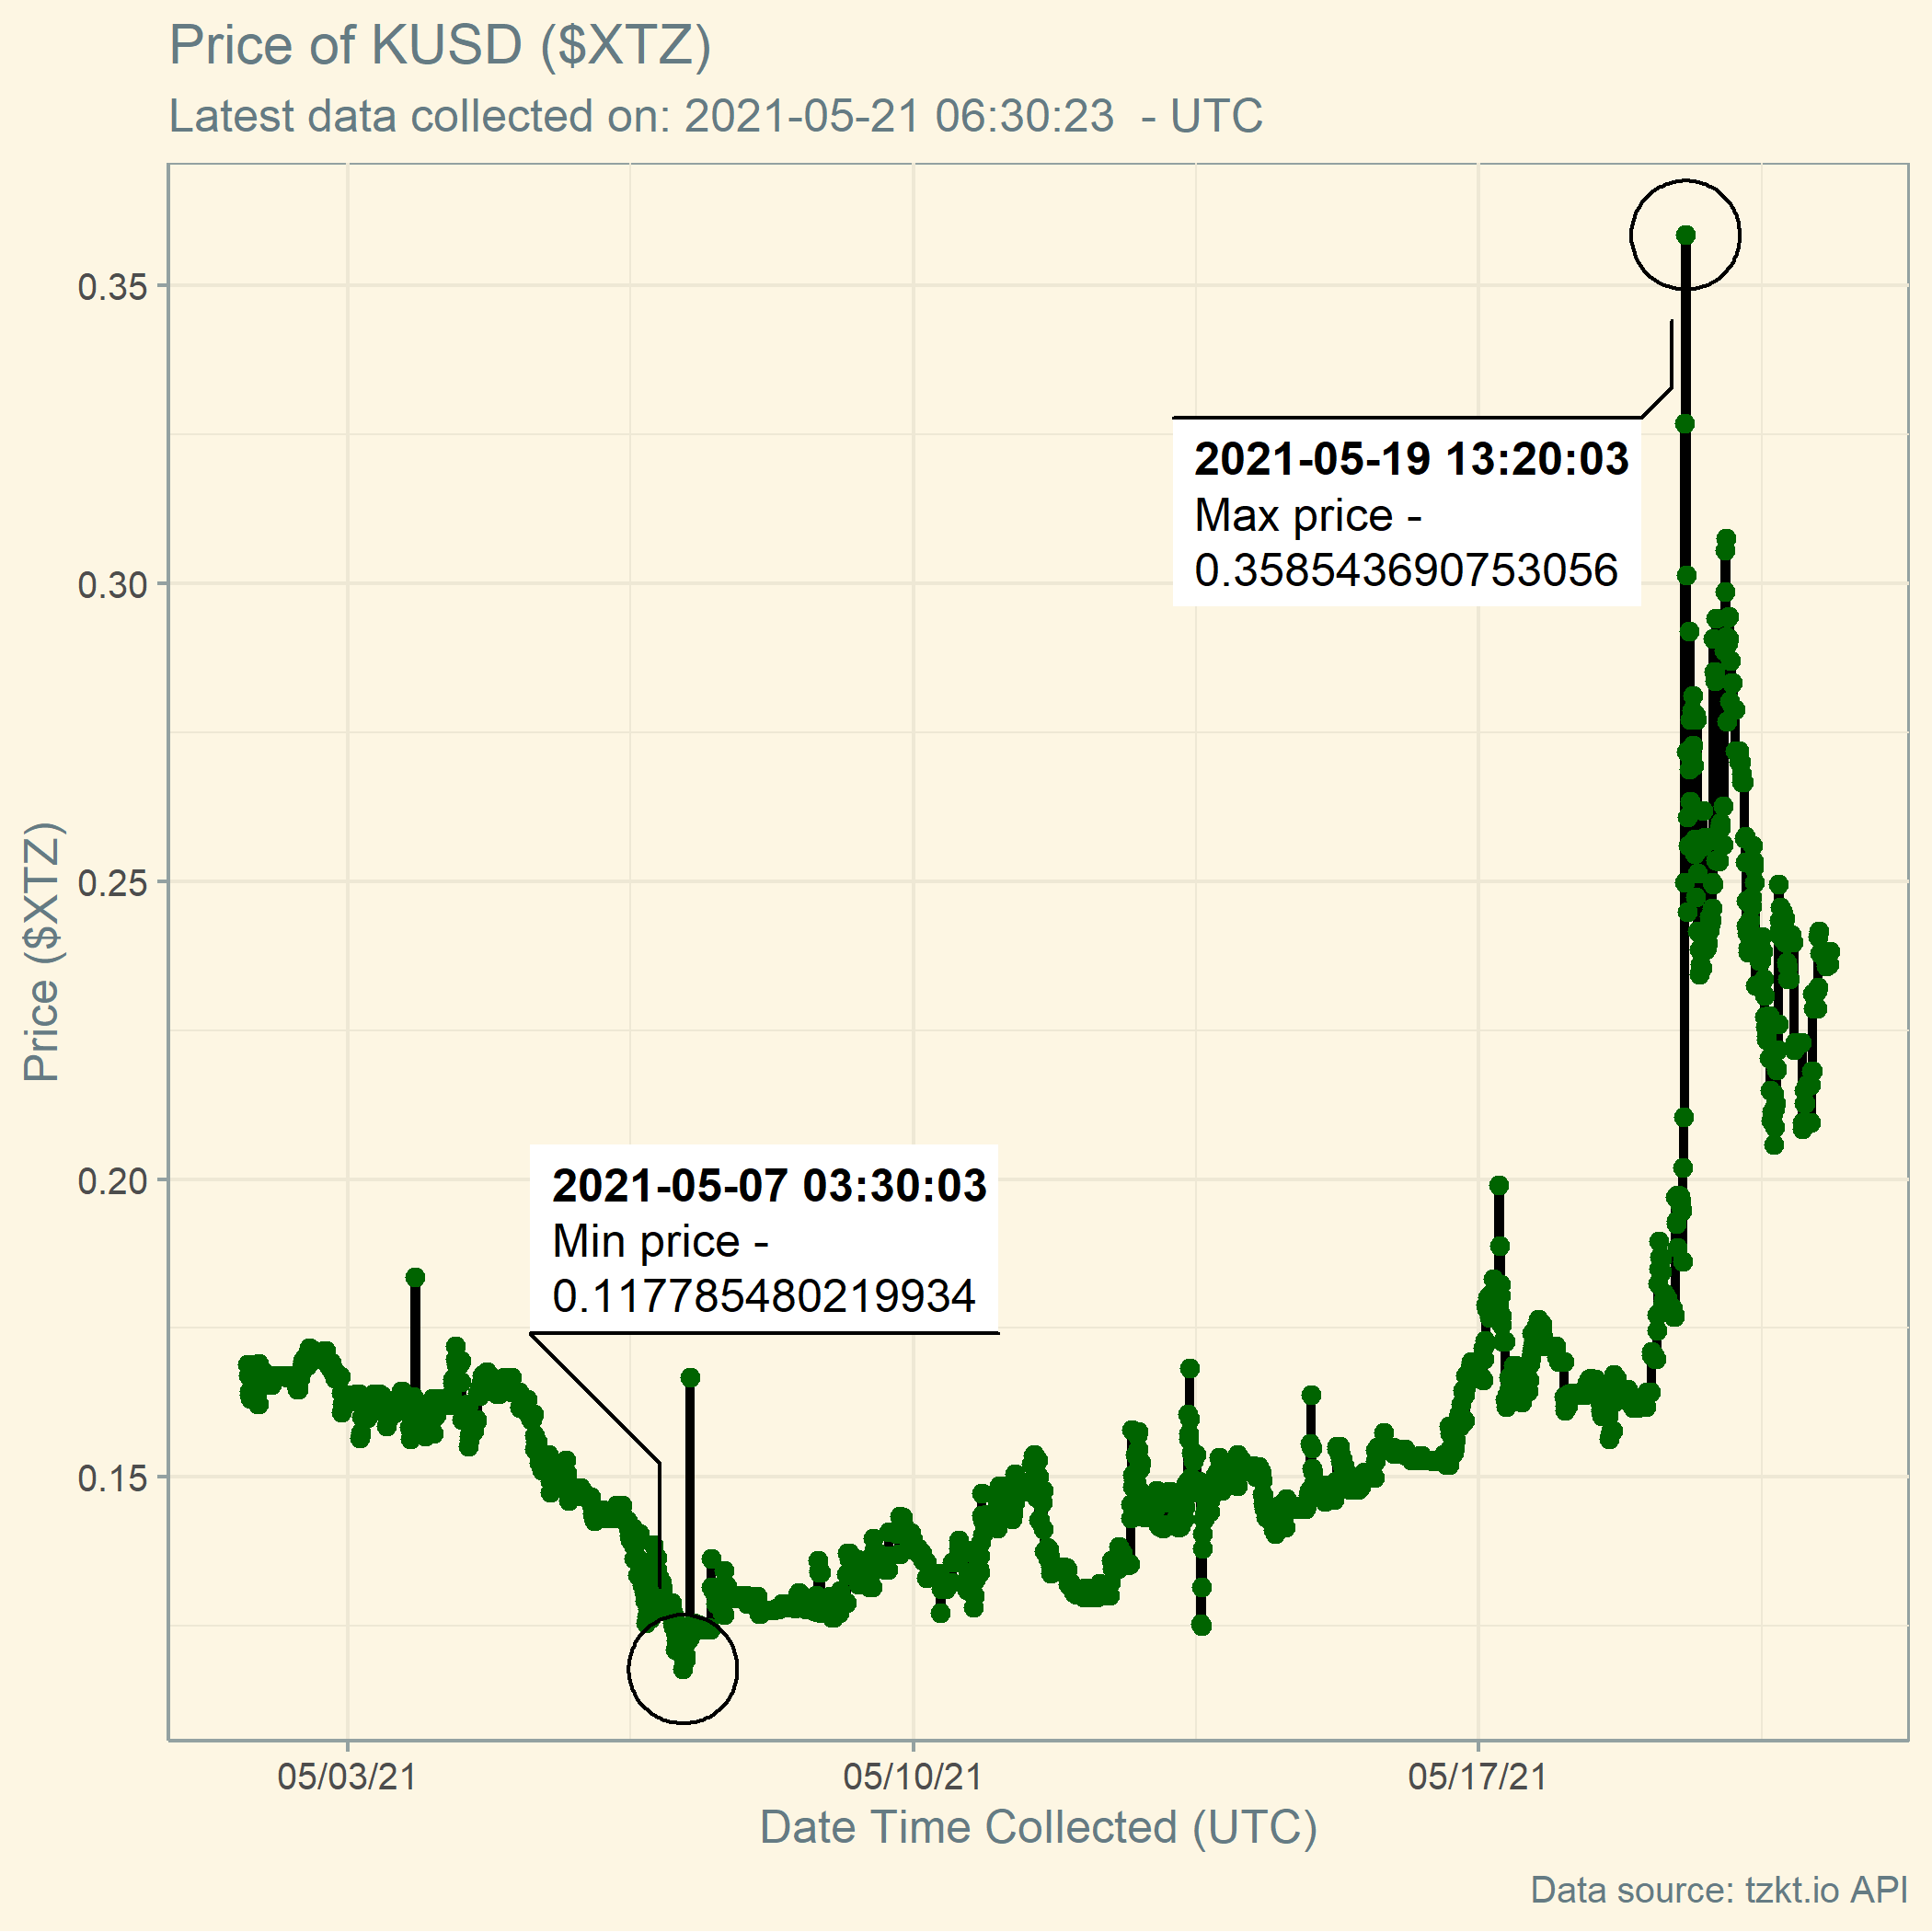 Price of KUSD ($XTZ)
Latest data collected on: 2021-05-21 06:30:23  - UTC
Price ($XTZ)
0.35
0.30
0.25
0.20
0.15
2021-05-19 13:20:03
Max price -
0.358543690753056
2021-05-07 03:30:03
Min price -
0.117785480219934
05/03/21
05/10/21
05/17/21
Date Time Collected (UTC)
Data source: tzkt.io API